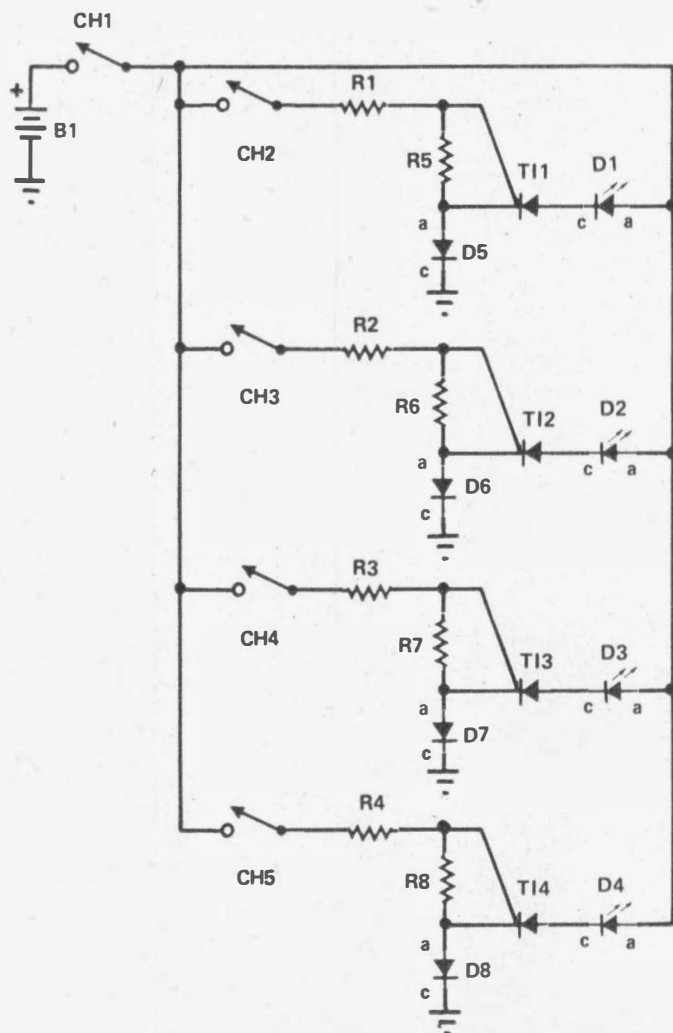 CH1
+
B1
R1
CH2
R5
TI1
D1
c
a
a
D5
c
R2
CH3
R6
TI2
D2
c
a
a
D6
c
R3
CH4
R7
TI3
D3
c
a
a
D7
c
R4
CH5
R8
TI4
D4
c
a
a
D8
c